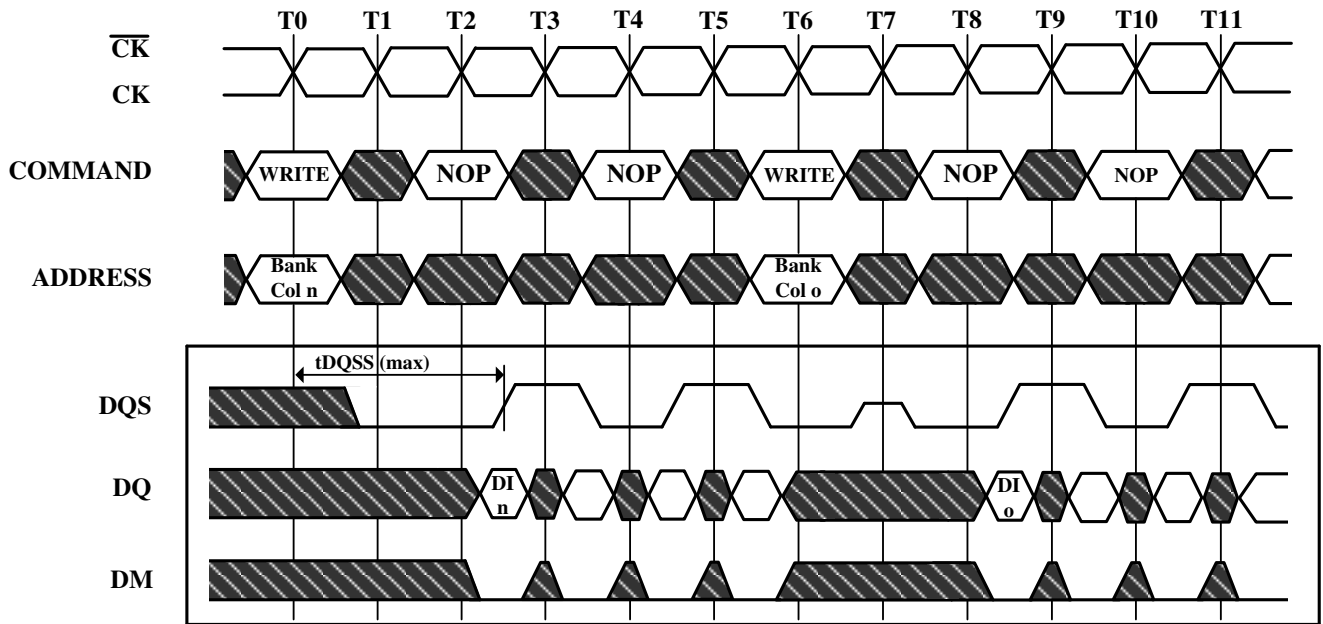 T0 T1 T2 T3 T4 T5 T6 T7 T8 T9 T10 T11
CK
CK
COMMAND WRITE NOP NOP WRITE NOP NOP
ADDRESS Bank Col n Bank Col o
tDQSS (max)
DQS
DQ DI n DI o
DM